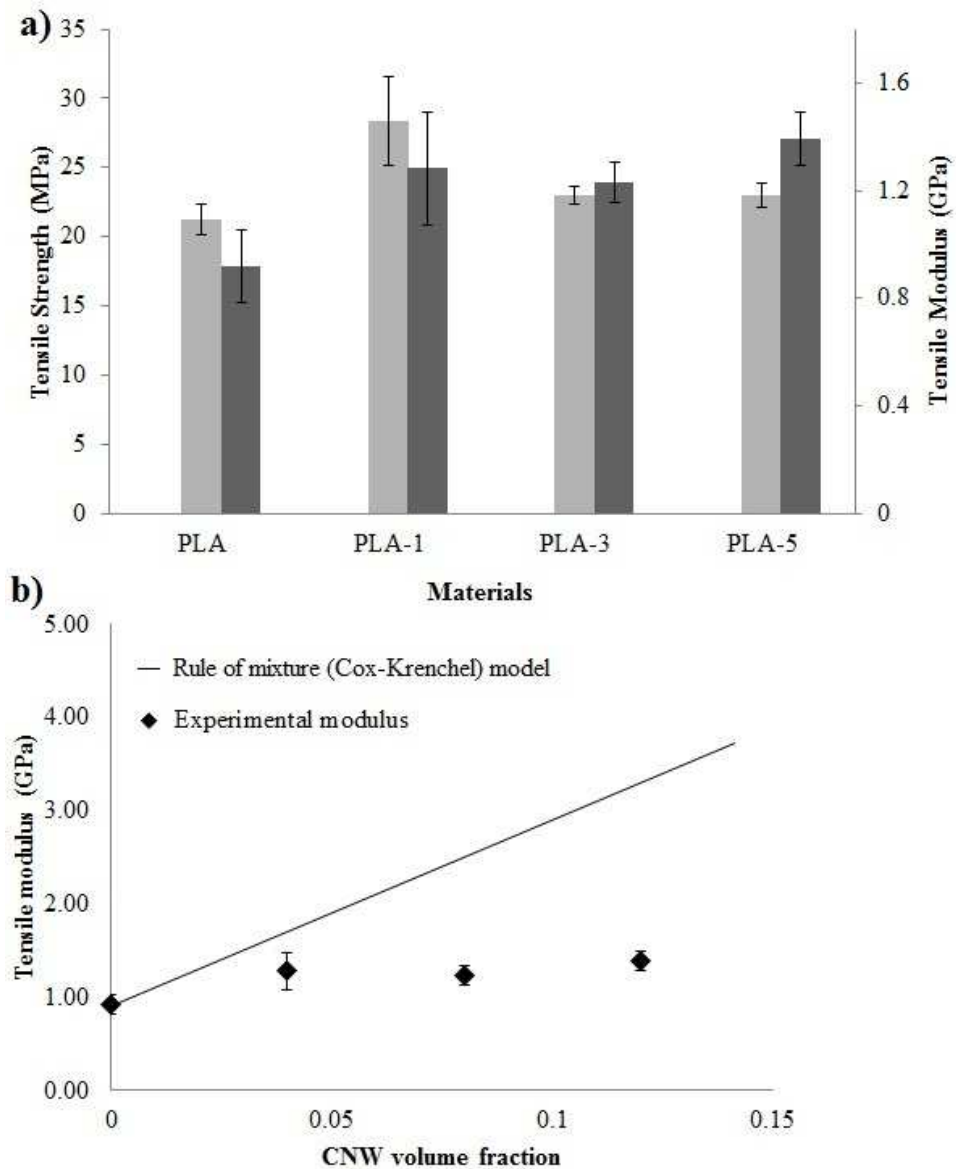 a)
35
30
25
20
15
10
5
0
Tensile Strength (MPa)
1.6
1.2
0.8
0.4
0
Tensile Modulus (GPa)
PLA PLA-1 PLA-3 PLA-5
Materials
b)
5.00
4.00
3.00
2.00
1.00
0.00
Tensile modulus (GPa)
Rule of mixture (Cox-Krenchel) model
Experimental modulus
0 0.05 0.1 0.15
CNW volume fraction